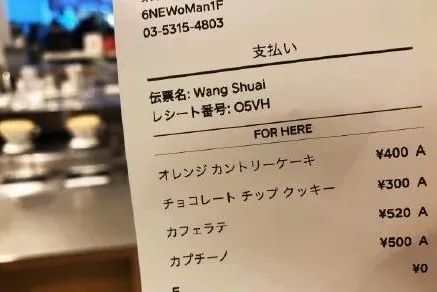 6NEWoMan1F
03-5315-4803
支払い
伝票名: Wang Shuai
レシート番号: O5VH
FOR HERE
オレンジ カントリーケーキ ¥400 A
チョコレート チップ クッキー ¥300 A
カフェラテ ¥520 A
カプチーノ ¥500 A
¥0